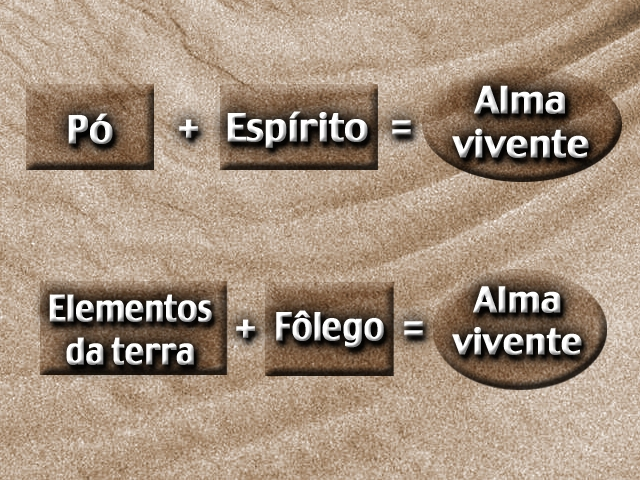 Pó + Espírito = Alma vivente
Elementos da terra + Fôlego = Alma vivente